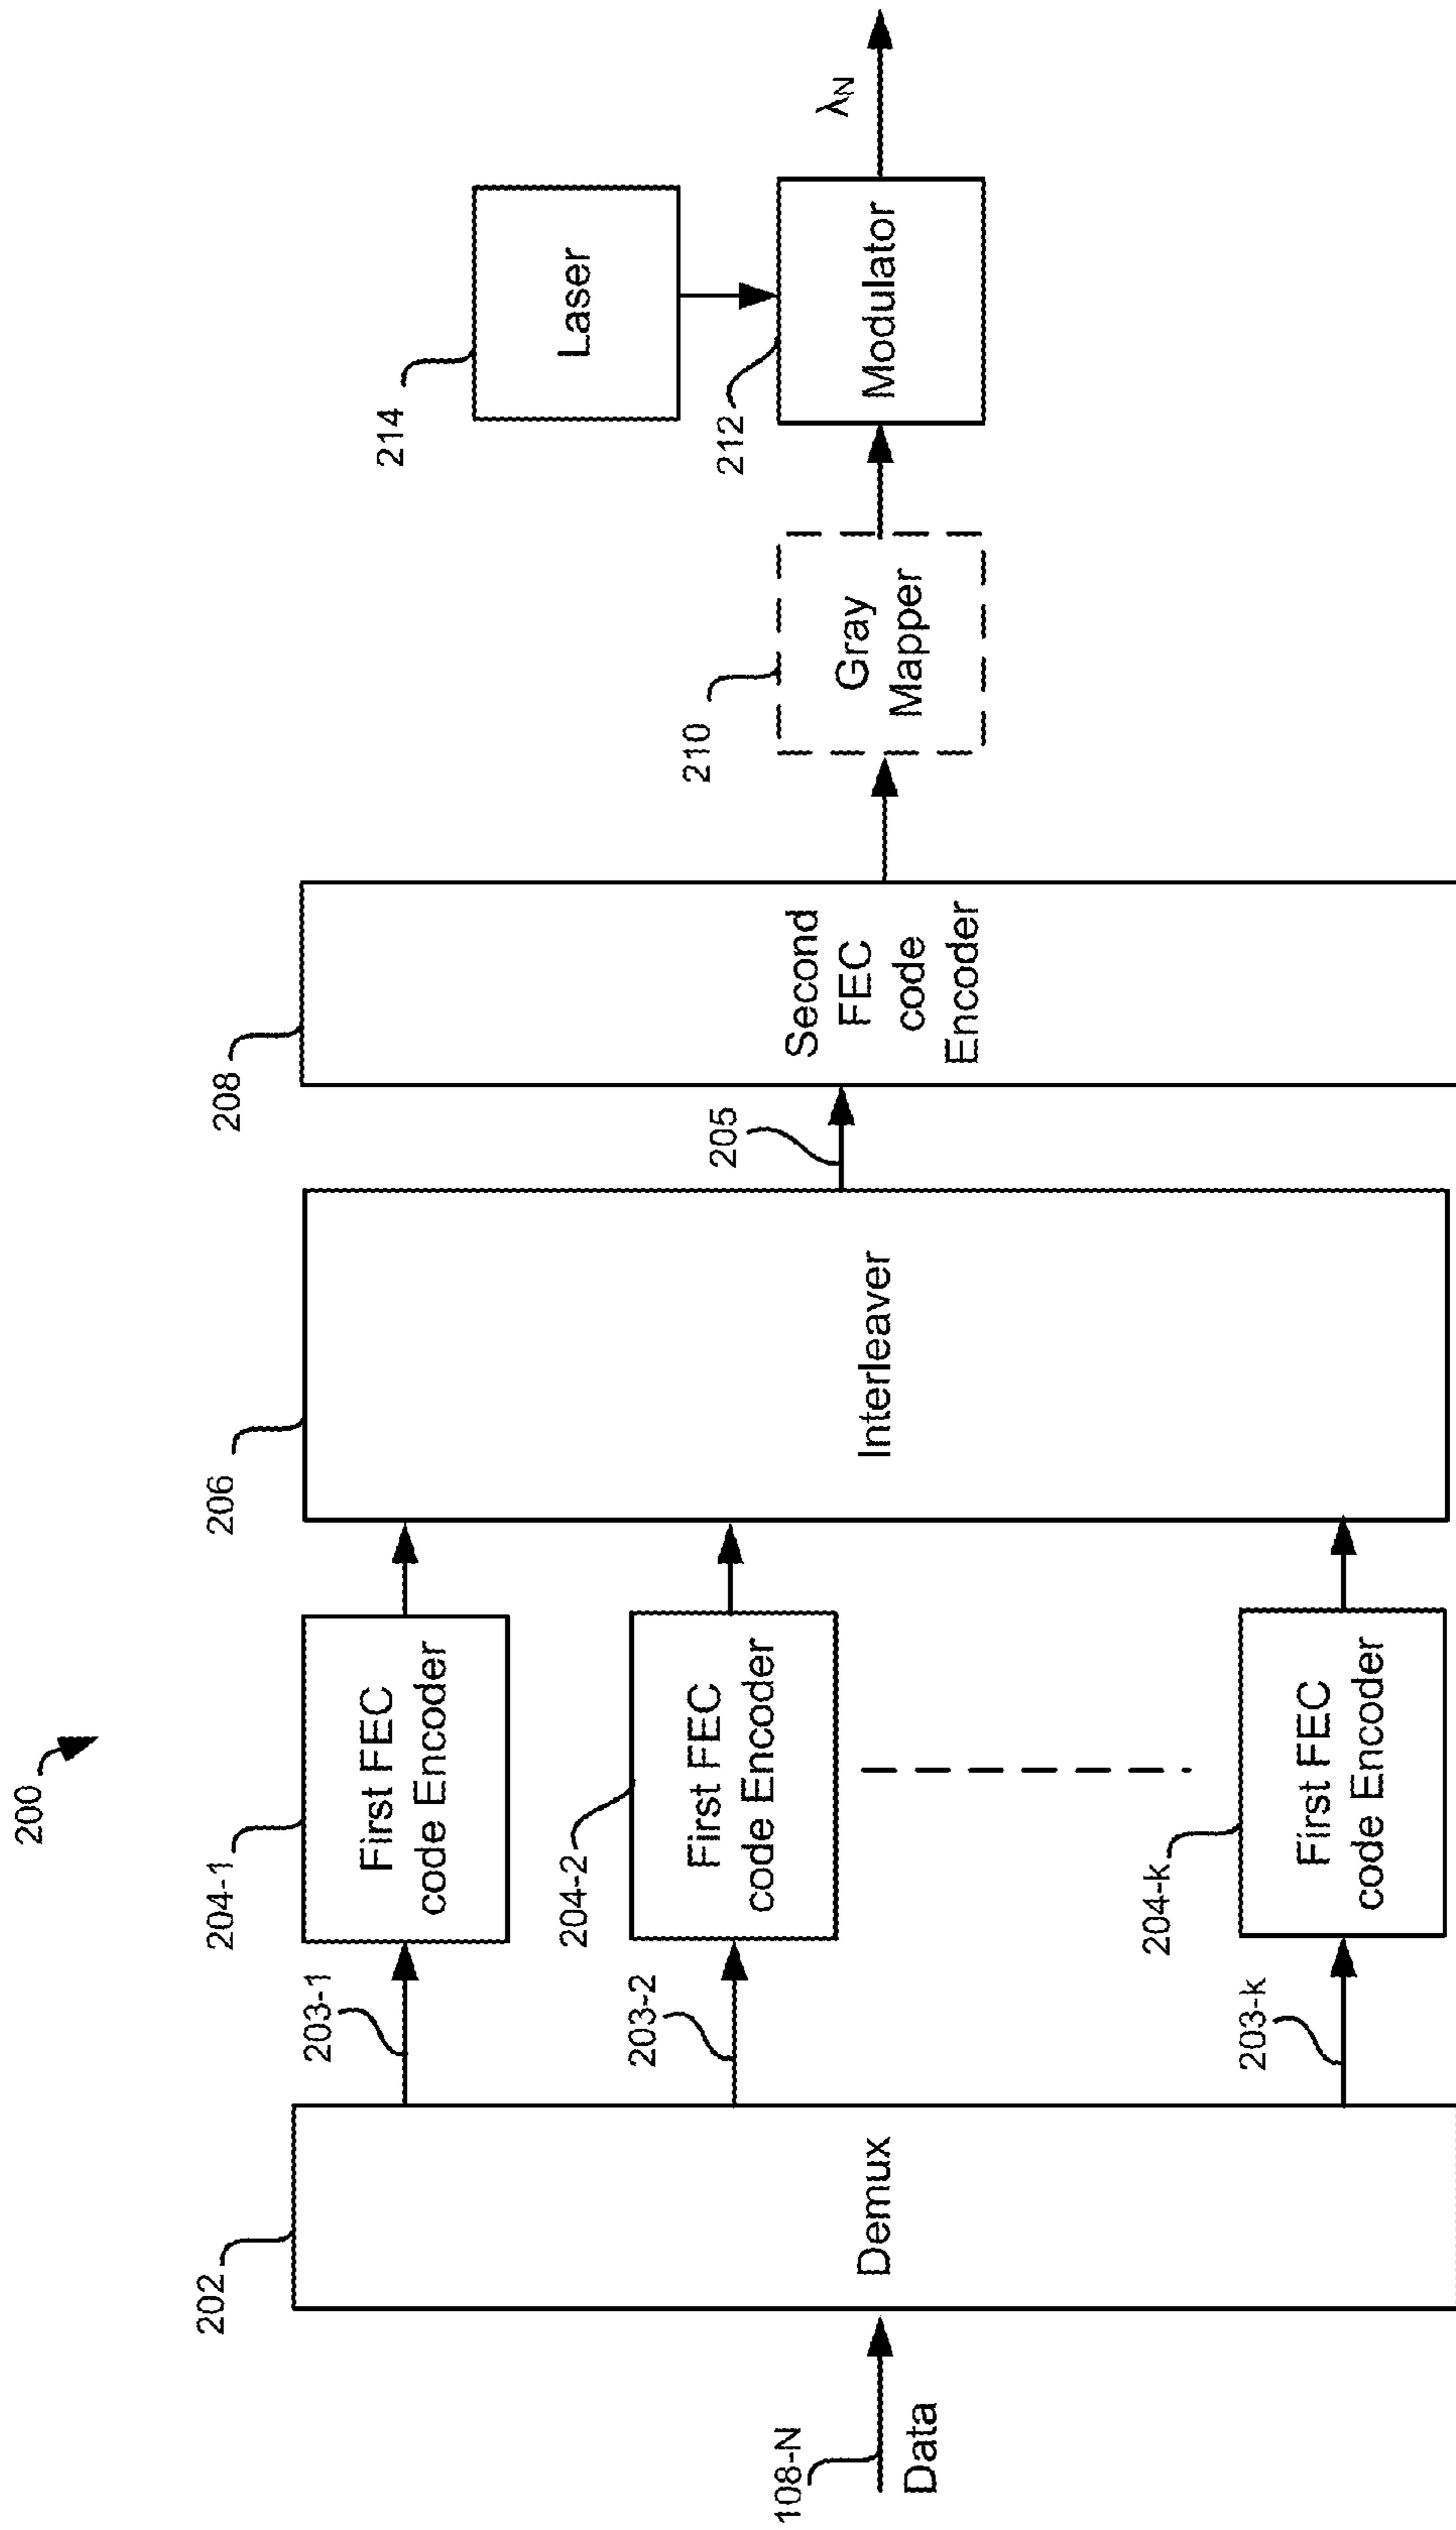 200
108-N
Data
202
Demux
203-1
203-2
203-k
204-1
First FEC
code Encoder
204-2
First FEC
code Encoder
204-k
First FEC
code Encoder
206
Interleaver
205
208
Second
FEC
code
Encoder
210
Gray
Mapper
214
Laser
212
Modulator
λN